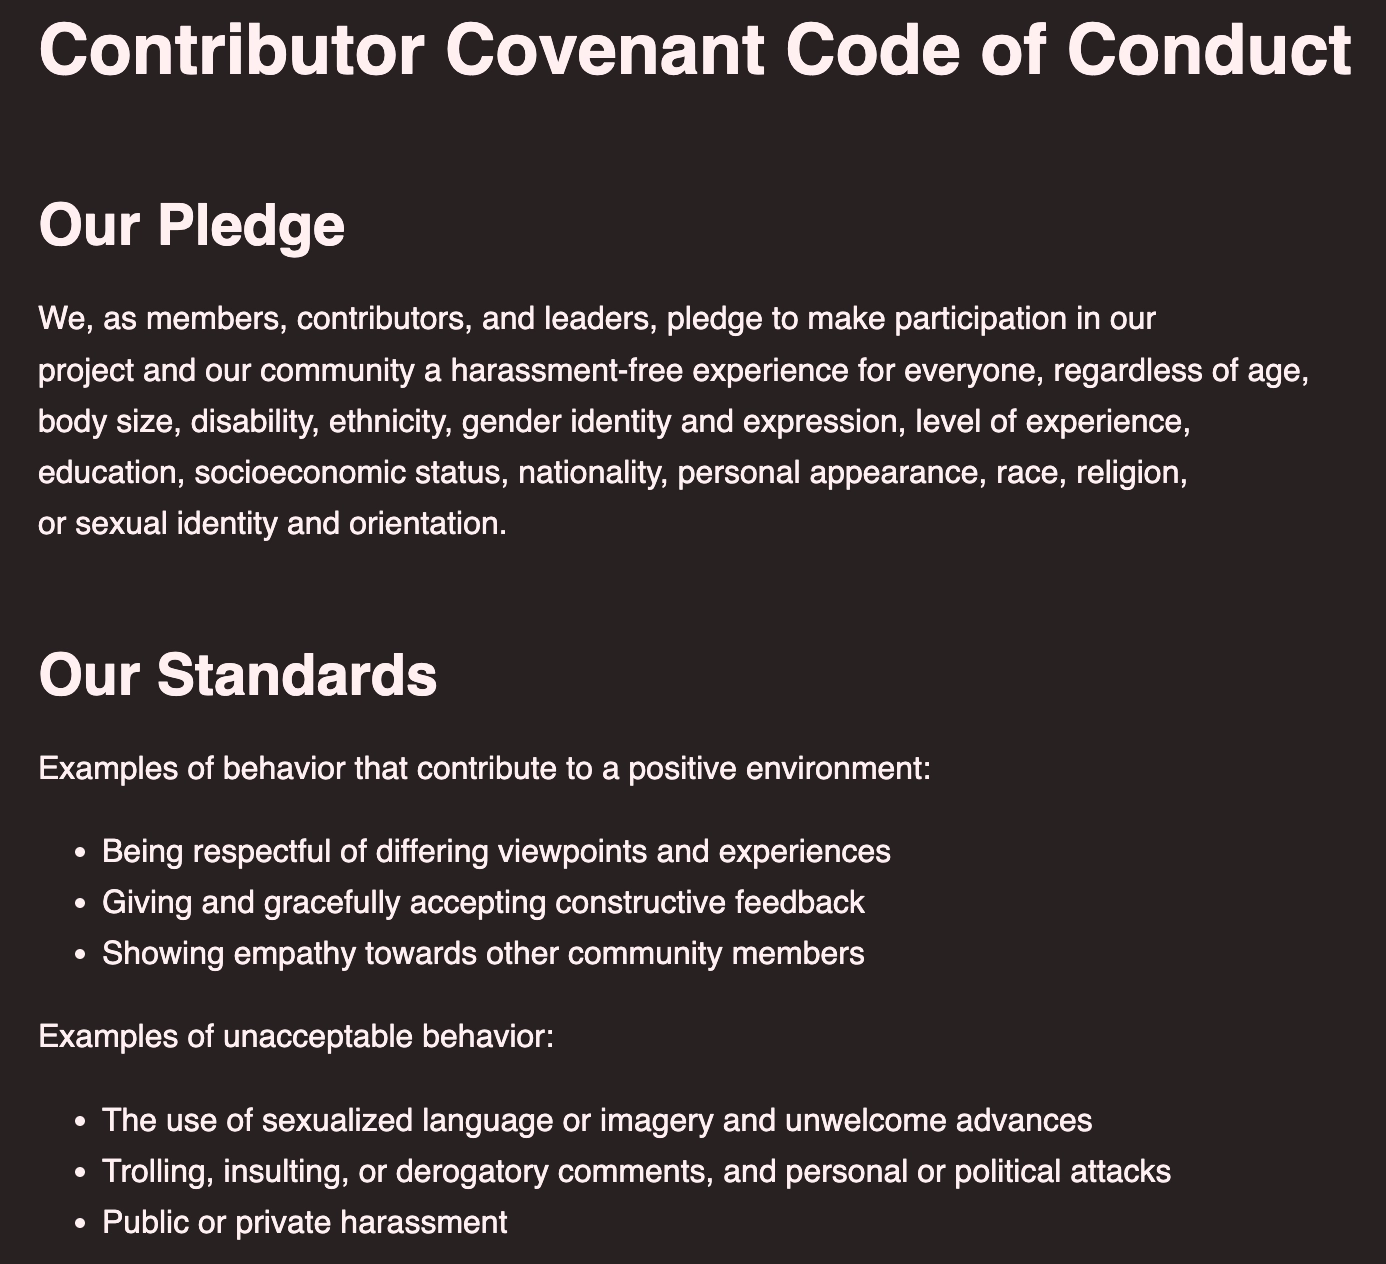 Contributor Covenant Code of Conduct
Our Pledge
We, as members, contributors, and leaders, pledge to make participation in our
project and our community a harassment-free experience for everyone, regardless of age,
body size, disability, ethnicity, gender identity and expression, level of experience,
education, socioeconomic status, nationality, personal appearance, race, religion,
or sexual identity and orientation.
Our Standards
Examples of behavior that contribute to a positive environment:
• Being respectful of differing viewpoints and experiences
• Giving and gracefully accepting constructive feedback
• Showing empathy towards other community members
Examples of unacceptable behavior:
• The use of sexualized language or imagery and unwelcome advances
• Trolling, insulting, or derogatory comments, and personal or political attacks
• Public or private harassment